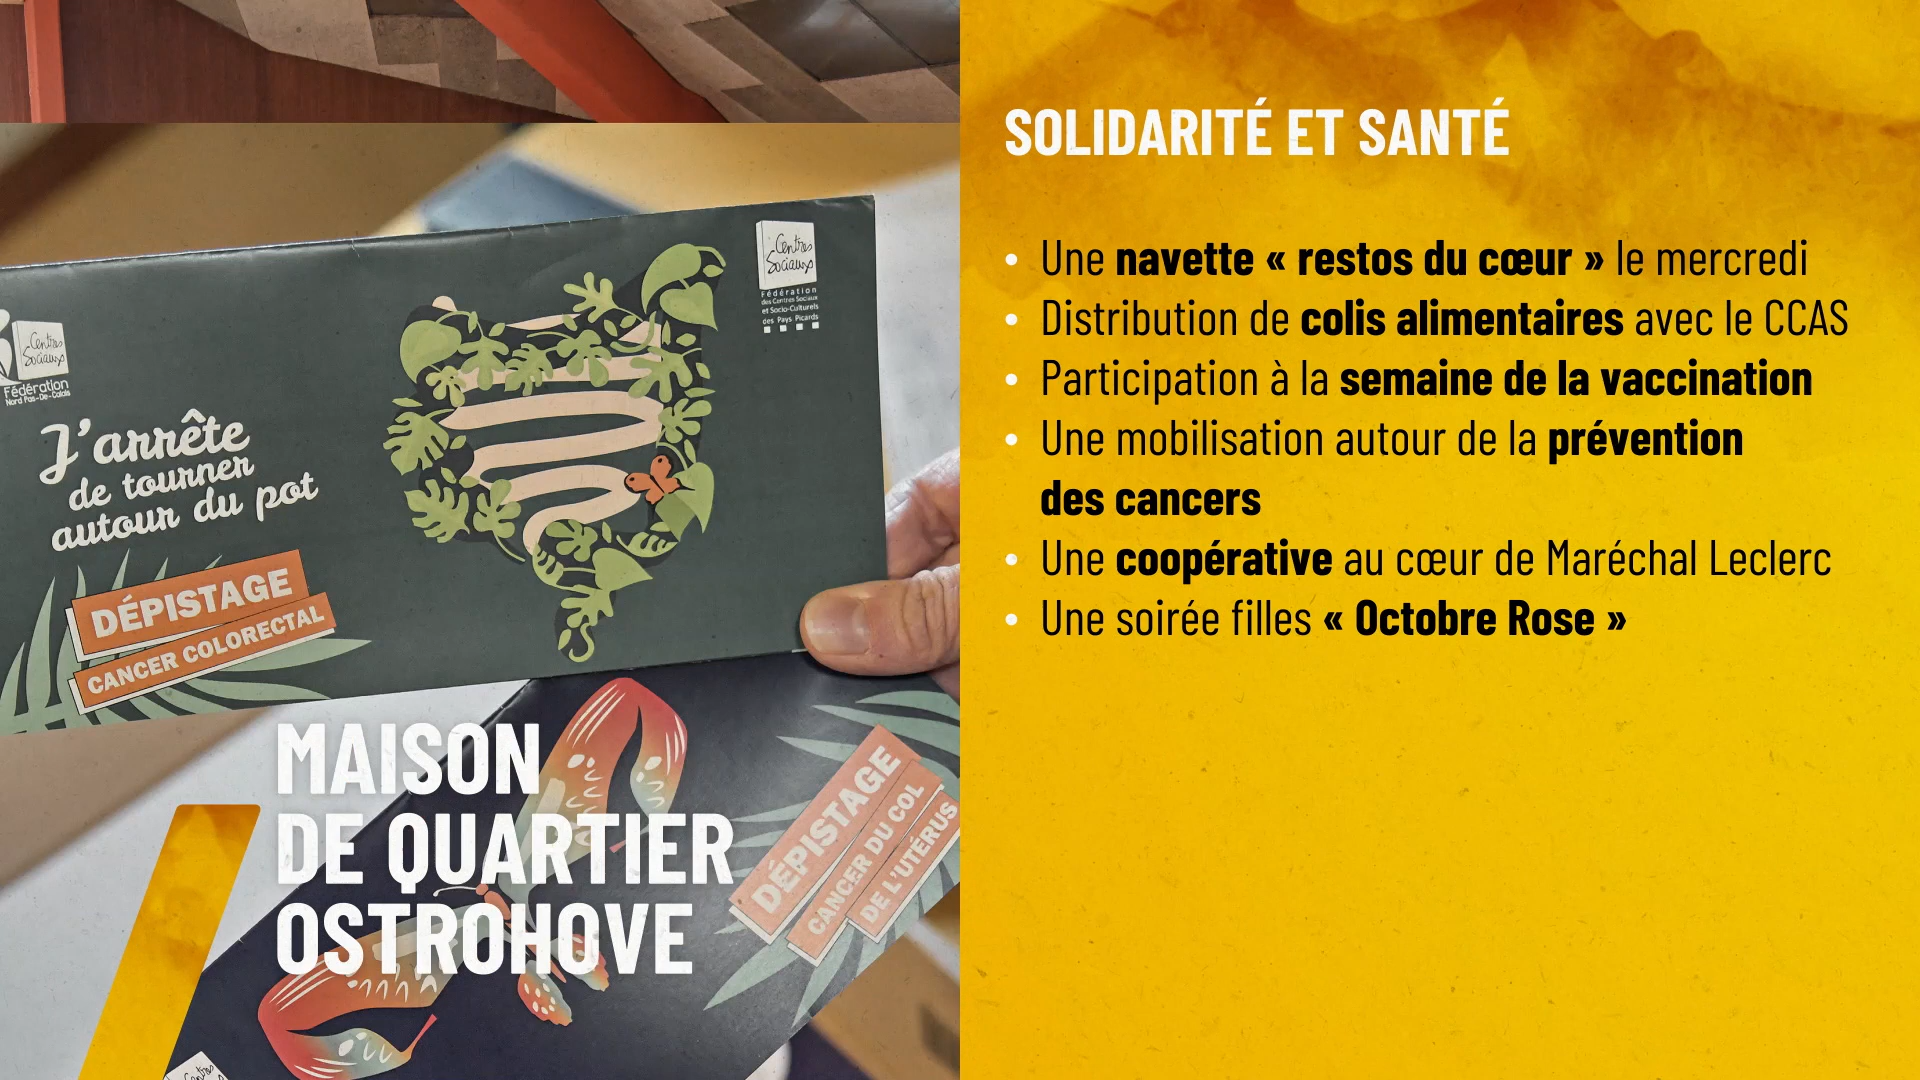 Centres
Sociaux
Fédération
des Centres Sociaux
et Socio-Culturels
des Pays Picards
Centres
Sociaux
Fédération
Nord Pas-De-Calais
J'arrête
de tourner
autour du pot
DÉPISTAGE
CANCER COLORECTAL
DÉPISTAGE
CANCER DU COL
DE L'UTÉRUS
MAISON
DE QUARTIER
OSTROHOVE
Centres
SOLIDARITÉ ET SANTÉ
• Une navette « restos du cœur » le mercredi
• Distribution de colis alimentaires avec le CCAS
• Participation à la semaine de la vaccination
• Une mobilisation autour de la prévention
des cancers
• Une coopérative au cœur de Maréchal Leclerc
• Une soirée filles « Octobre Rose »